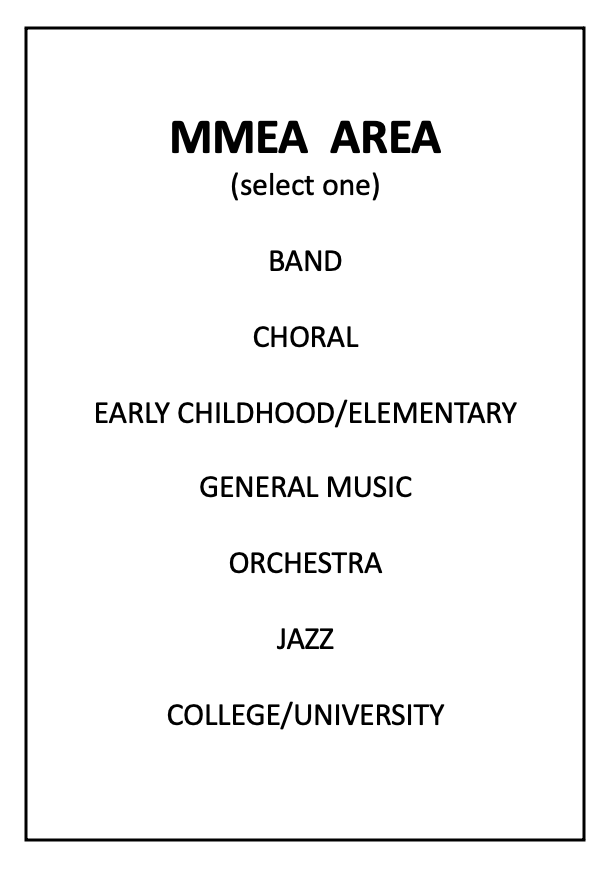 MMEA AREA
(select one)
BAND
CHORAL
EARLY CHILDHOOD/ELEMENTARY
GENERAL MUSIC
ORCHESTRA
JAZZ
COLLEGE/UNIVERSITY